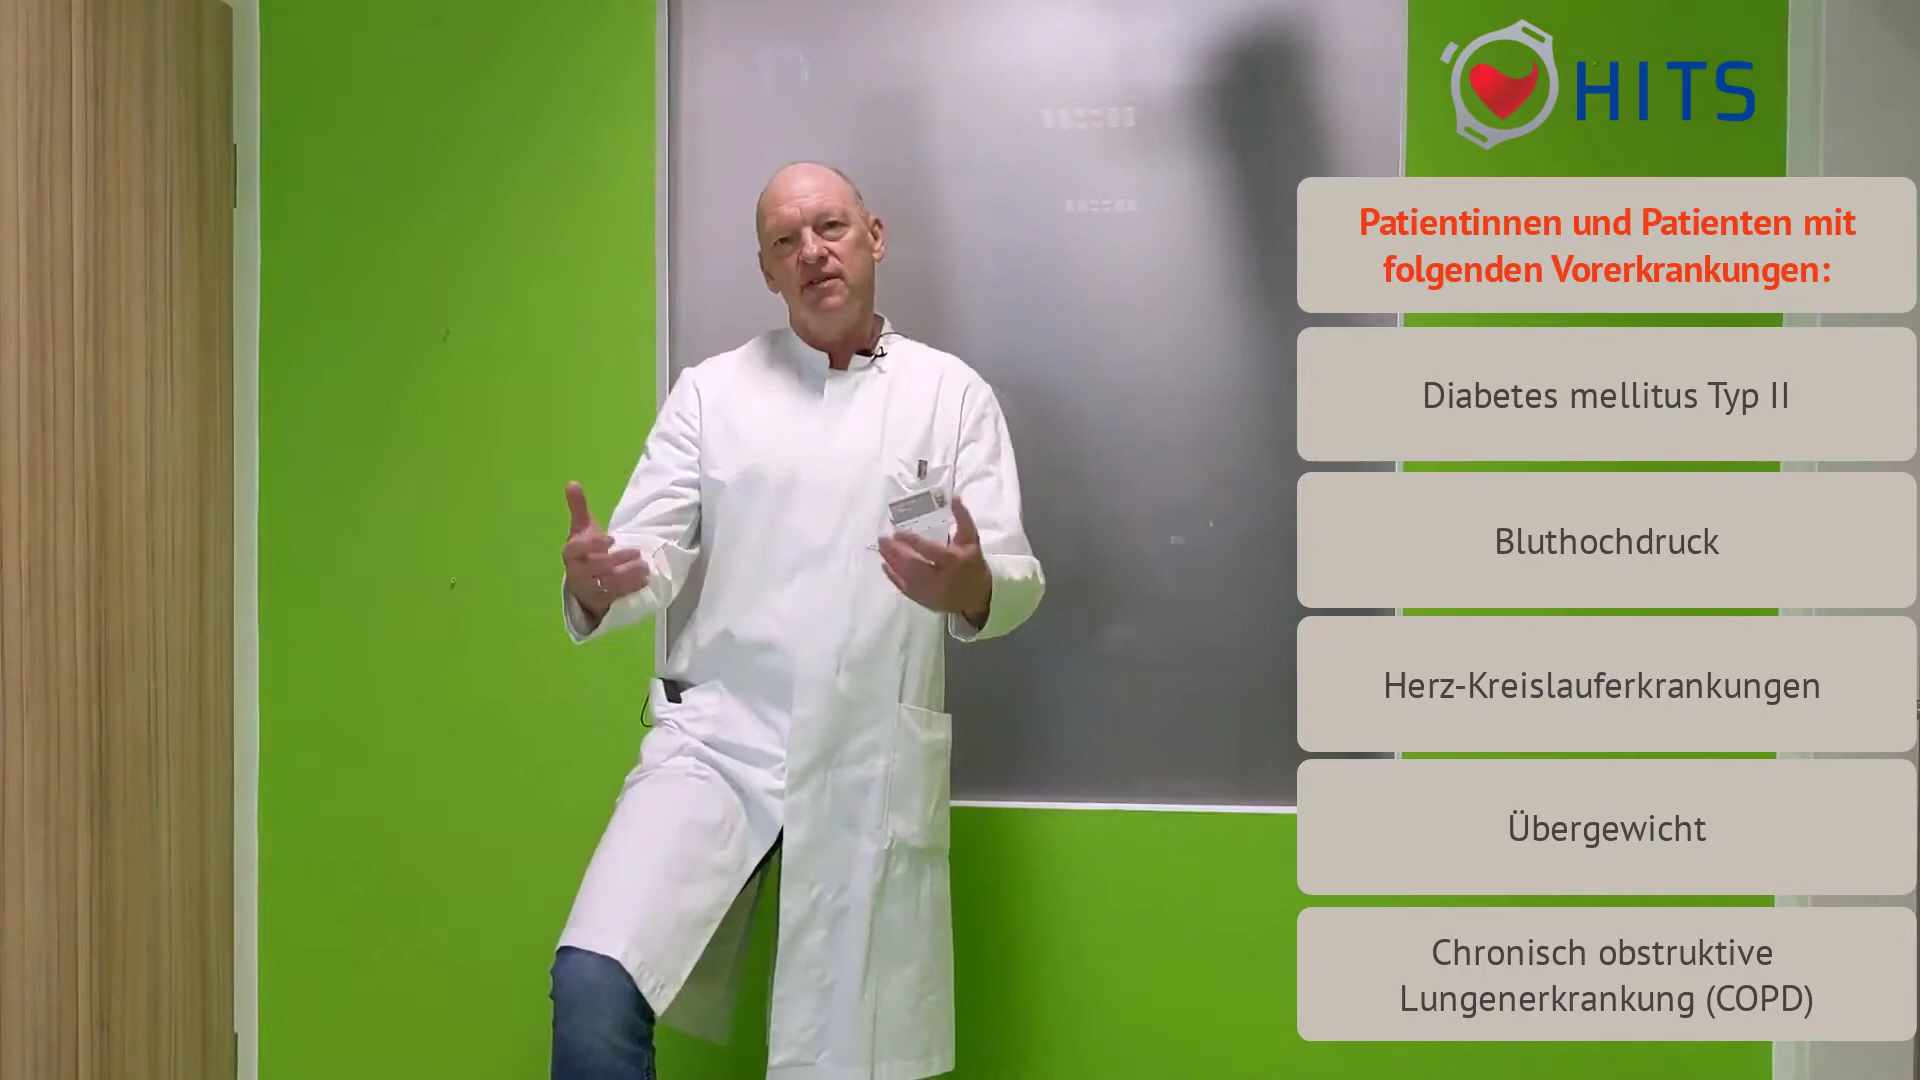 HITS
Patientinnen und Patienten mit
folgenden Vorerkrankungen:
Diabetes mellitus Typ II
Bluthochdruck
Herz-Kreislauferkrankungen
Übergewicht
Chronisch obstruktive
Lungenerkrankung (COPD)